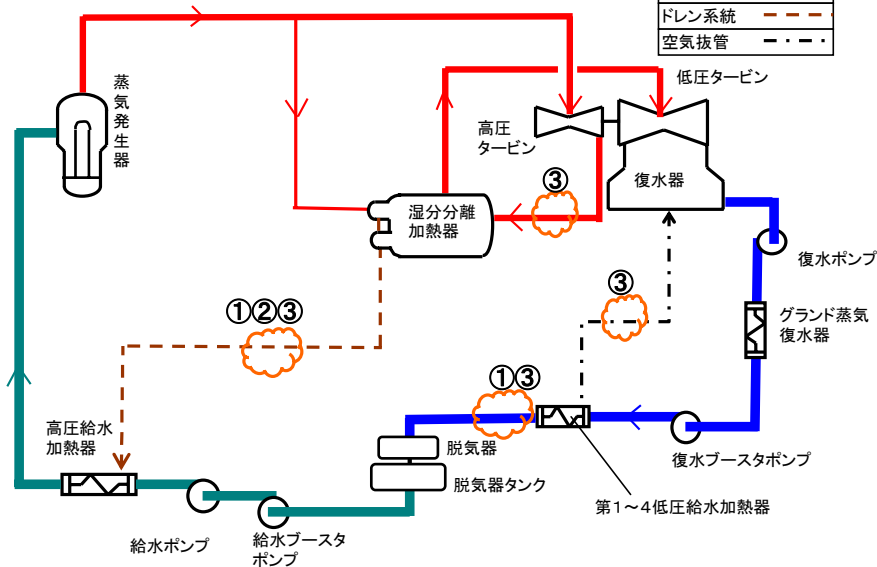 ドレン系統
空気抜管
低圧タービン
蒸気発生器
高圧
タービン
③
復水器
湿分分離
加熱器
復水ポンプ
③
①②③
グランド蒸気
復水器
①③
高圧給水
加熱器
脱気器
復水ブースタポンプ
脱気器タンク
第1~4低圧給水加熱器
給水ポンプ
給水ブースタ
ポンプ